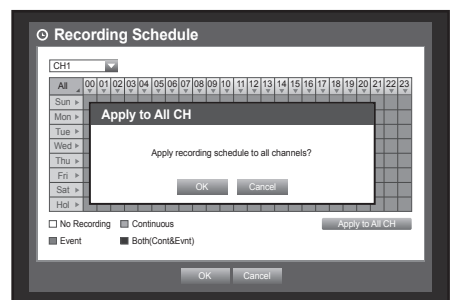 Recording Schedule
CH1
All 00 01 02 03 04 05 06 07 08 09 10 11 12 13 14 15 16 17 18 19 20 21 22 23
Sun
Mon
Tue
Wed
Thu
Fri
Sat
Hol
Apply to All CH
Apply recording schedule to all channels?
OK Cancel
No Recording Continuous Apply to All CH
Event Both(Cont&Evnt)
OK Cancel